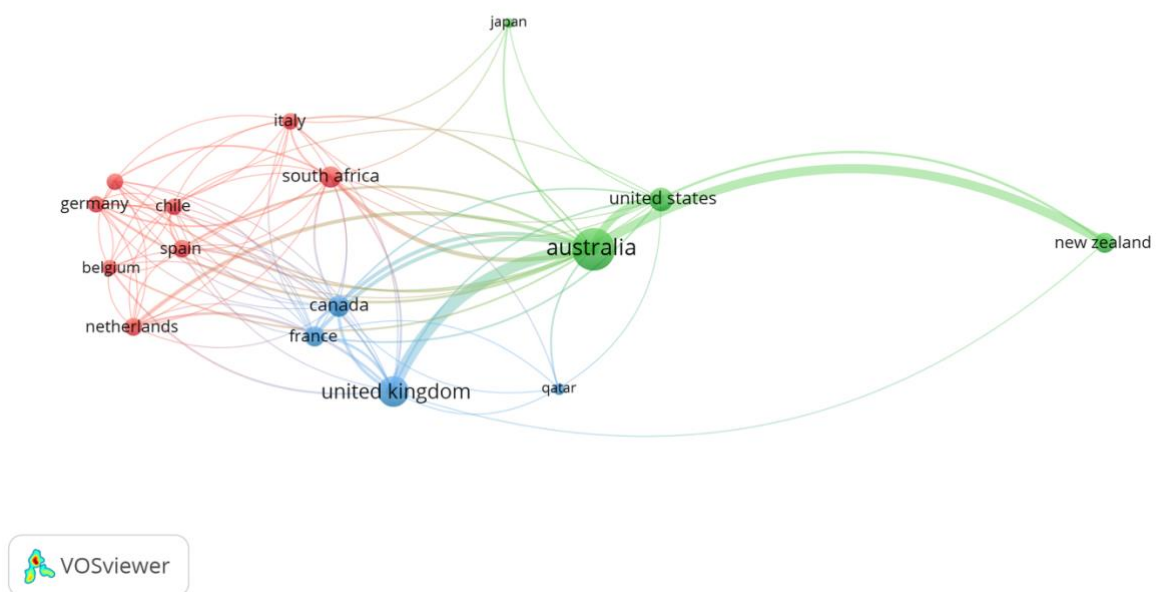 japan
italy
south africa
united states
germany
chile
australia
new zealand
spain
belgium
canada
netherlands
france
united kingdom
qatar
VOSviewer